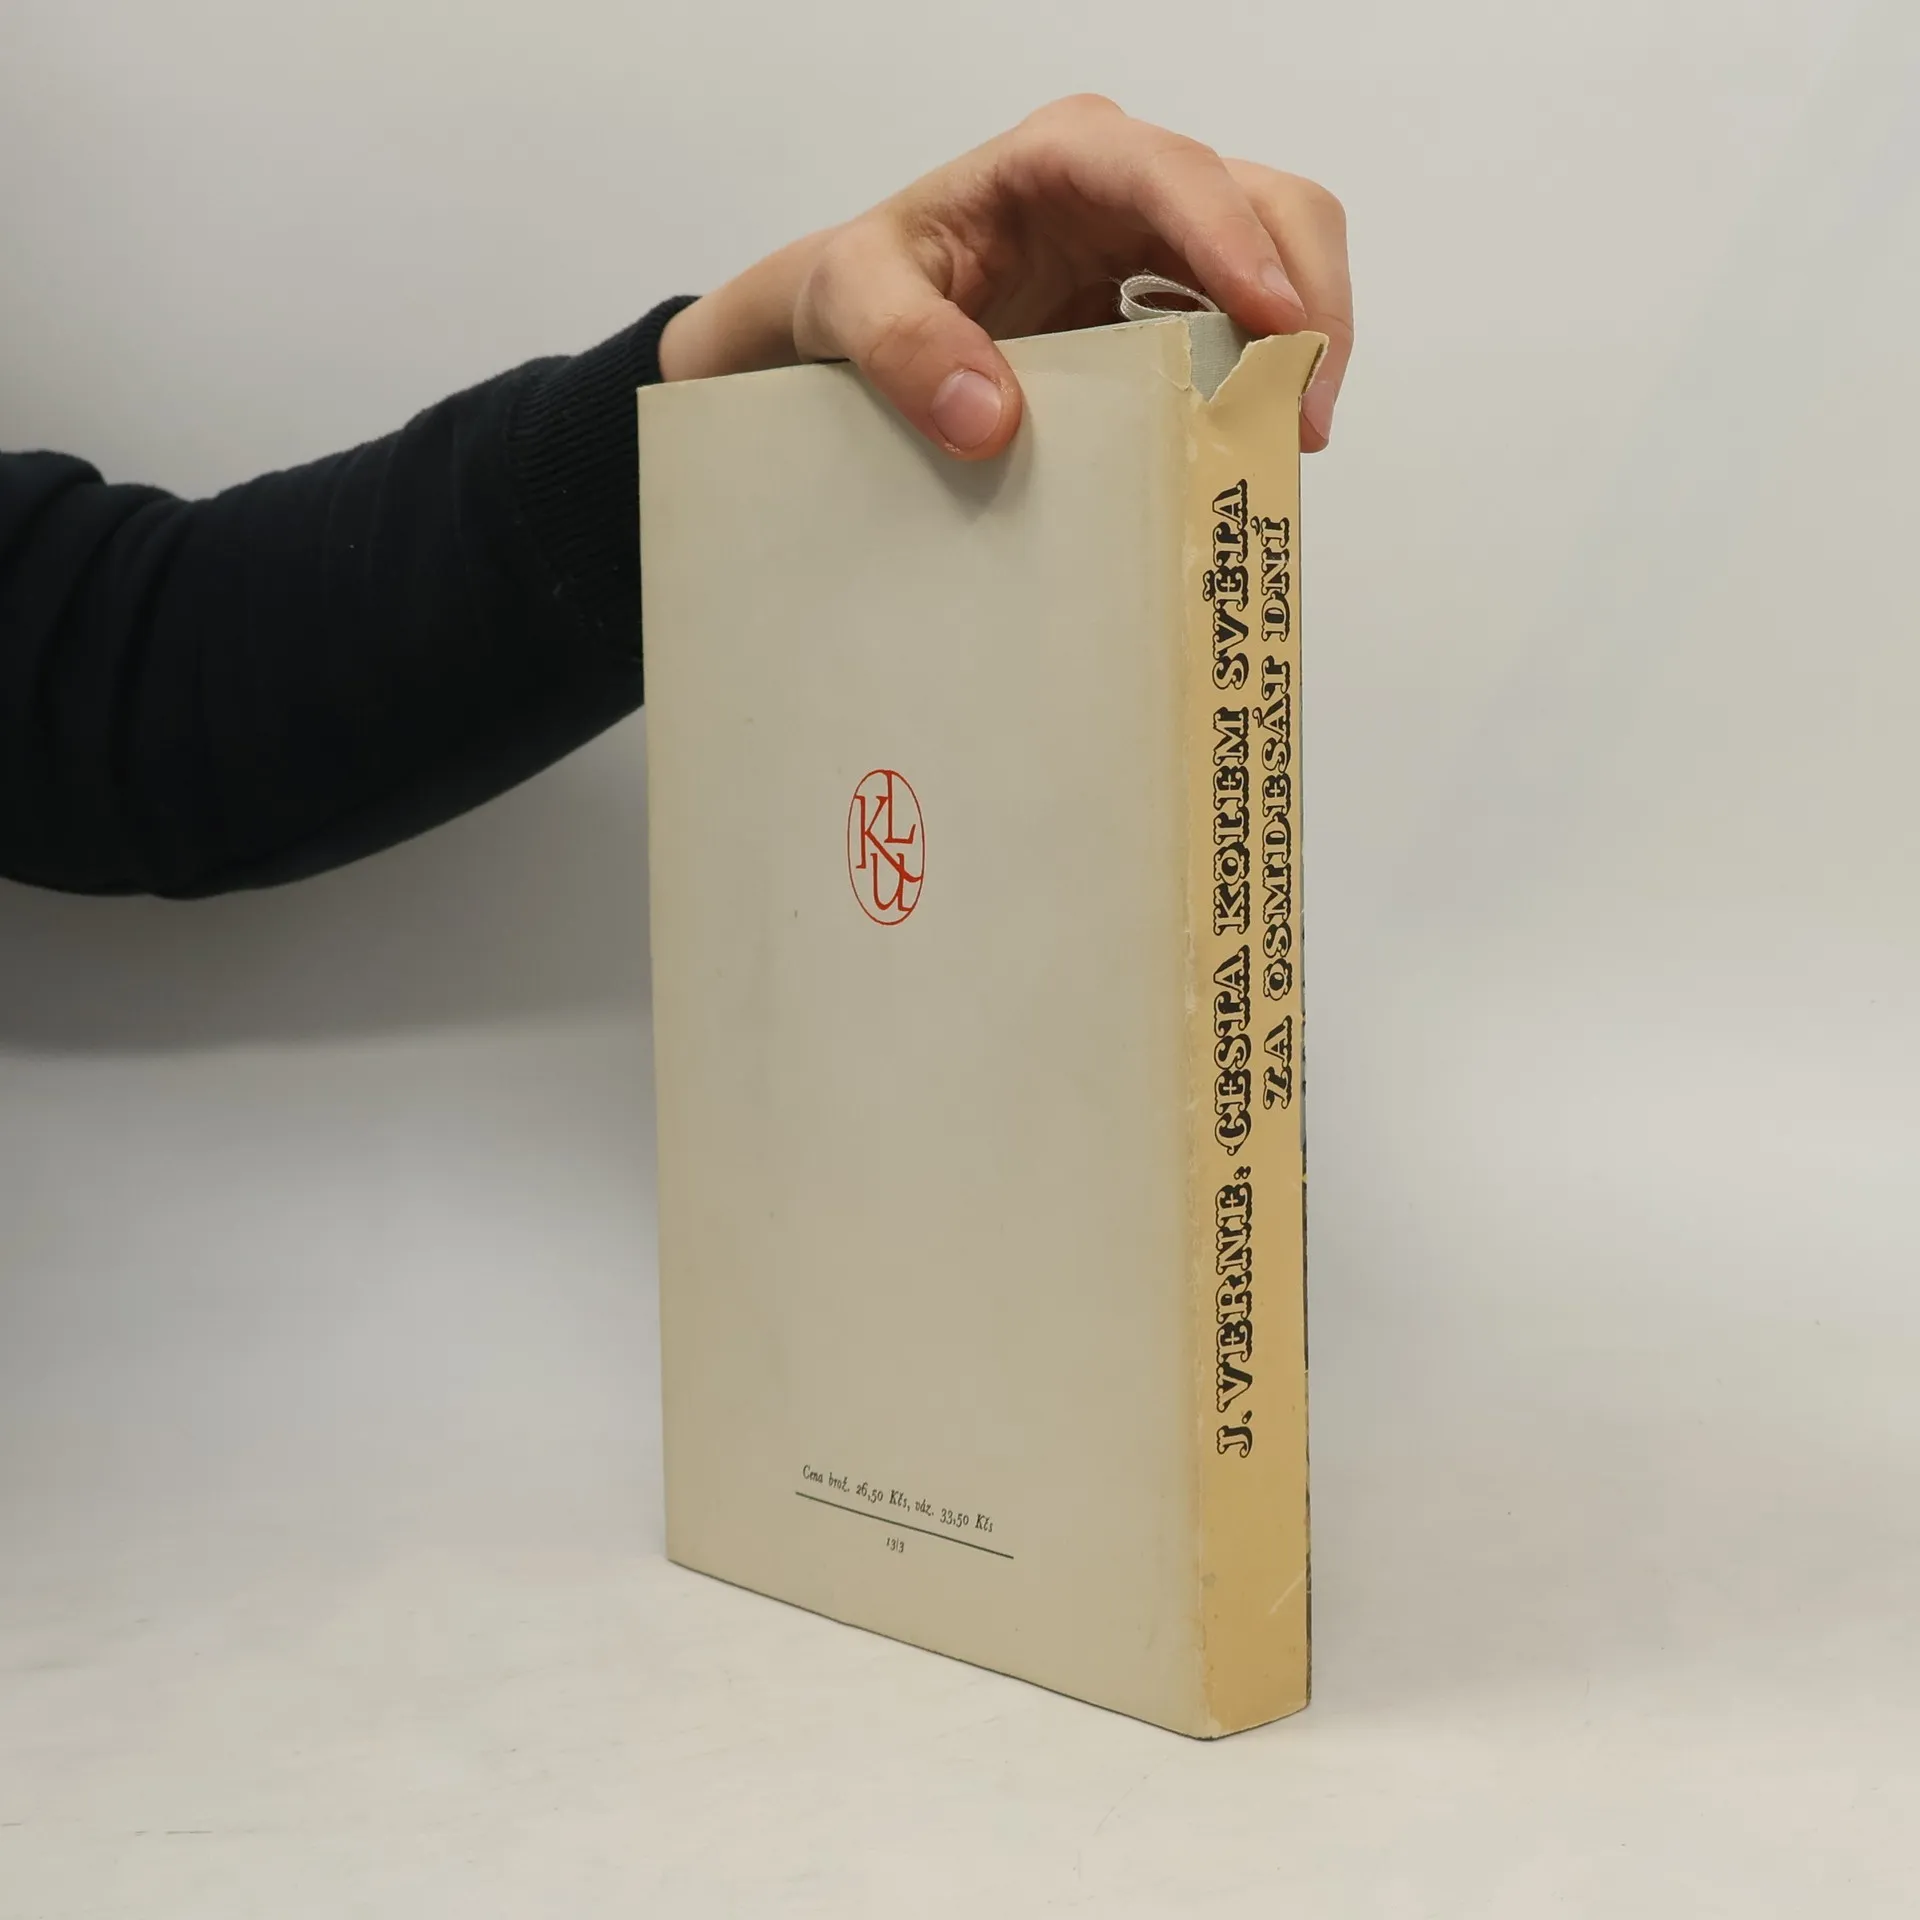 KLU
Cena brož. 26,50 Kčs, váz. 33,50 Kčs
13/3
J. VERNE: CESTA KOLEM SVĚTA
ZA OSMDESÁT DNÍ